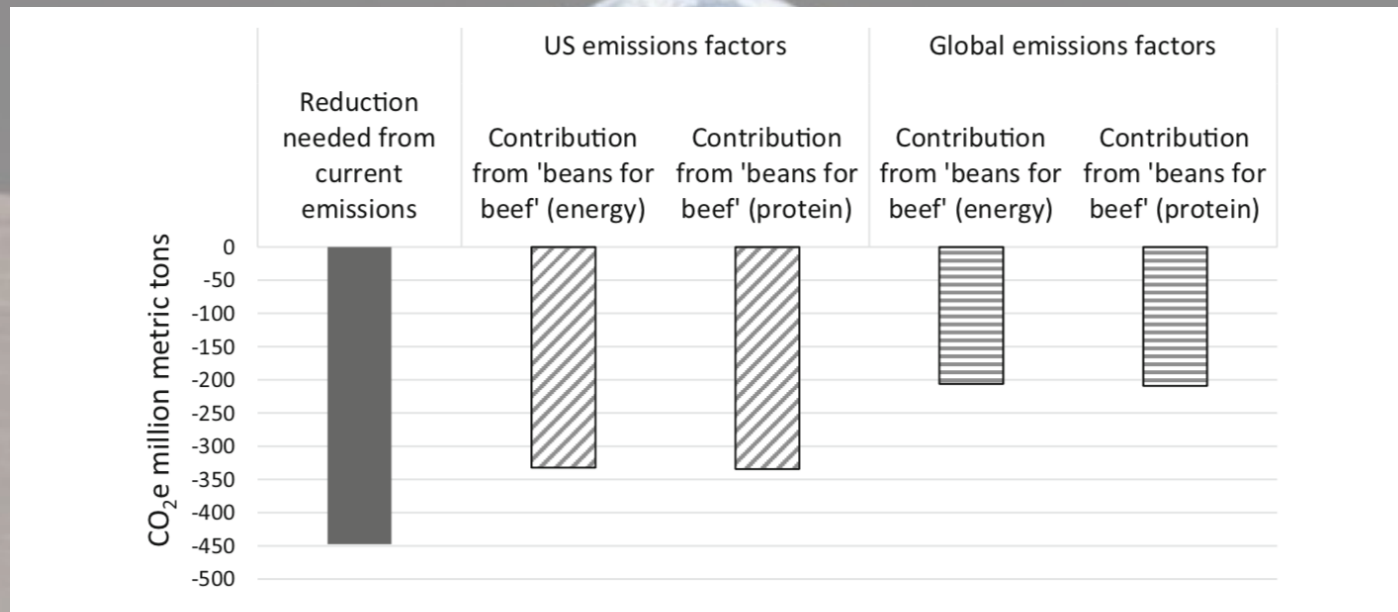 US emissions factors
Global emissions factors
Reduction
needed from
current
emissions
Contribution
from 'beans for
beef' (energy)
Contribution
from 'beans for
beef' (protein)
Contribution
from 'beans for
beef' (energy)
Contribution
from 'beans for
beef' (protein)
CO₂e million metric tons
0
-50
-100
-150
-200
-250
-300
-350
-400
-450
-500